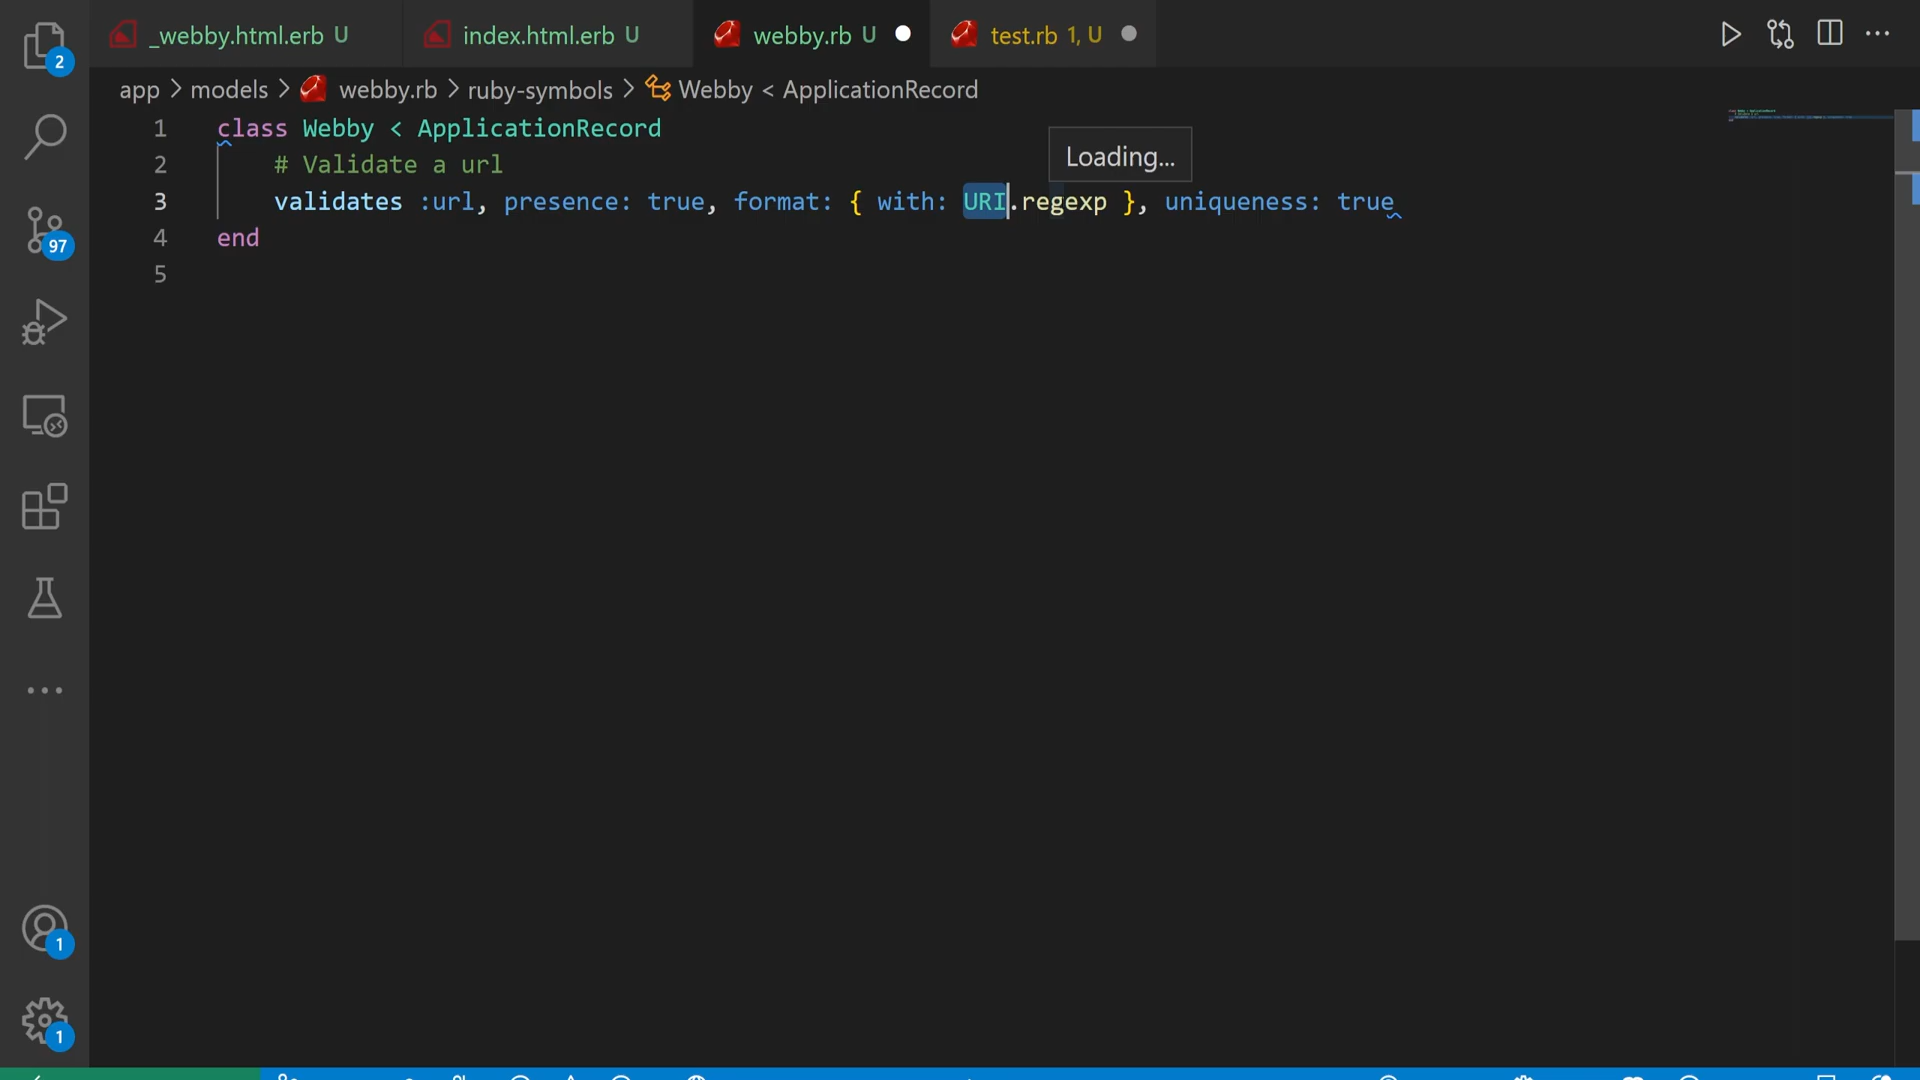 _webby.html.erb U
index.html.erb U
webby.rb U
test.rb 1, U
app > models > webby.rb > ruby-symbols > Webby < ApplicationRecord
1 class Webby < ApplicationRecord
Loading...
2 # Validate a url
3 validates :url, presence: true, format: { with: URI.regexp }, uniqueness: true
4 end
5
2
97
1
1